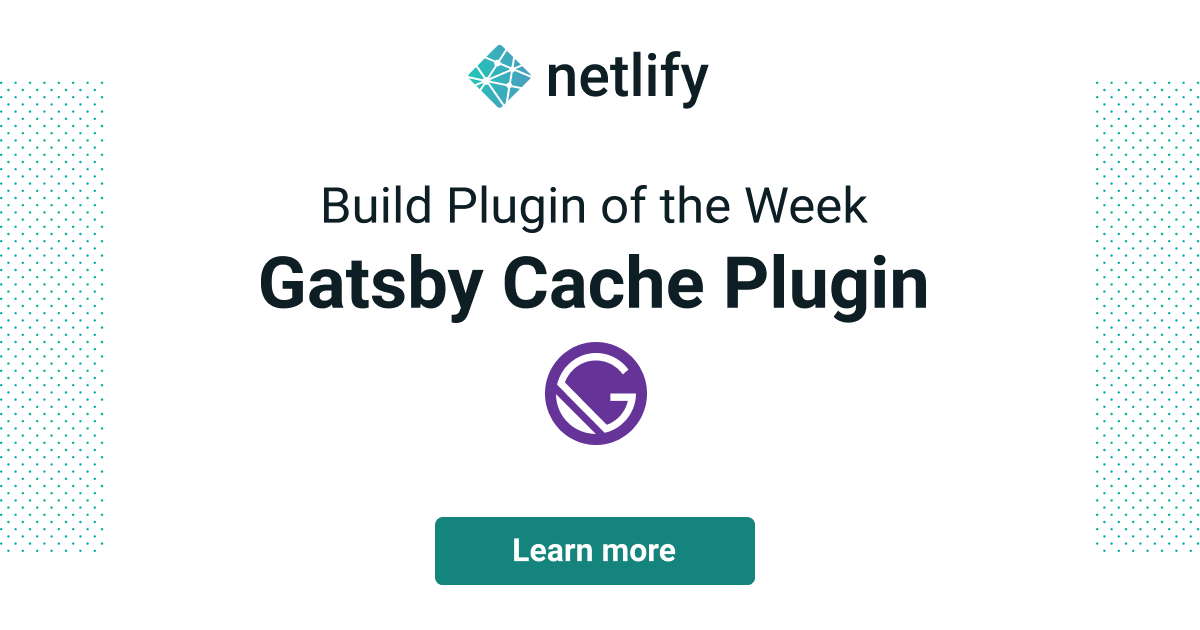 netlify
Build Plugin of the Week
Gatsby Cache Plugin
Learn more